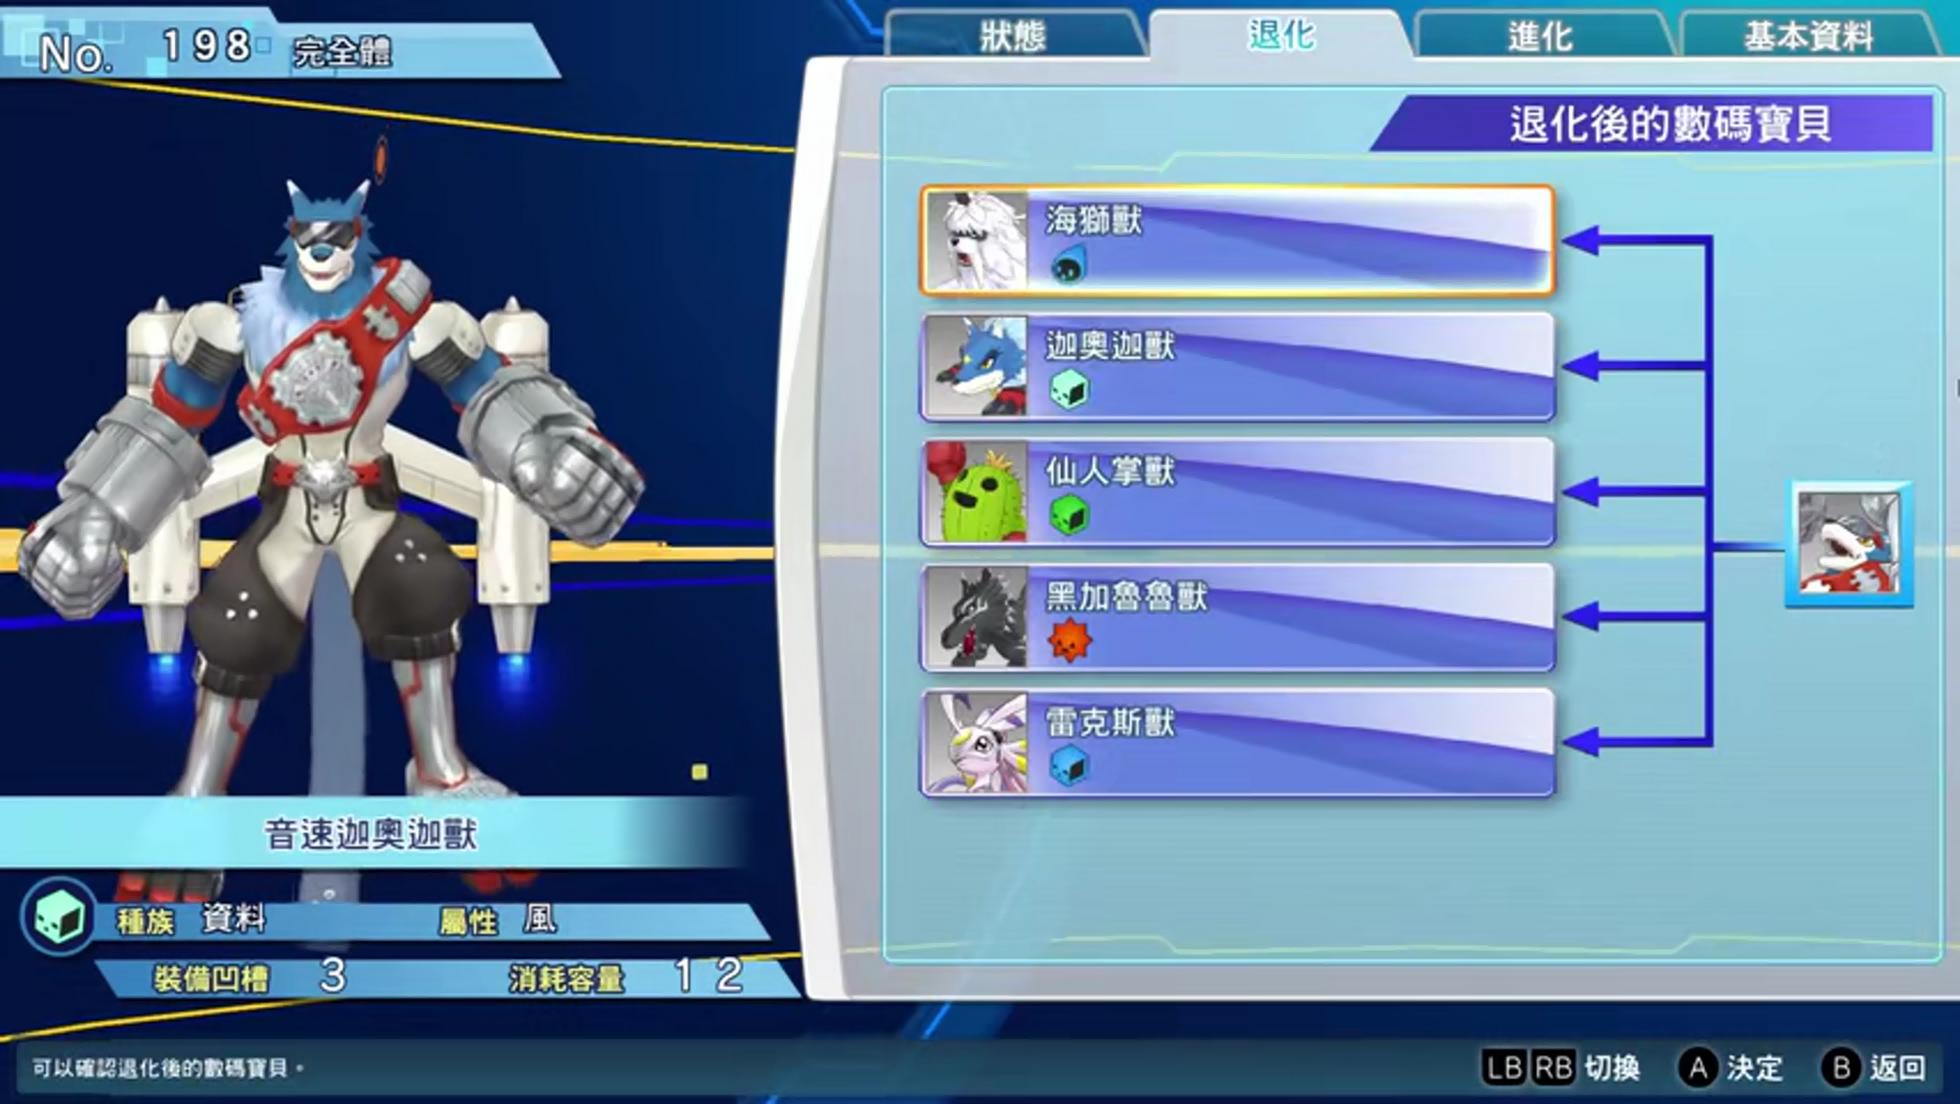 No. 198 完全體
狀態 退化 進化 基本資料
退化後的數碼寶貝
海獅獸
迦奧迦獸
仙人掌獸
黑加魯魯獸
雷克斯獸
音速迦奧迦獸
種族 資料 屬性 風
裝備凹槽 3 消耗容量 12
可以確認退化後的數碼寶貝。
LB RB 切換 A 決定 B 返回